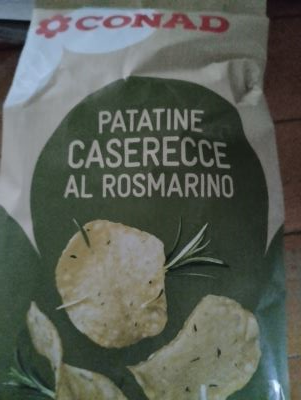 CONAD
PATATINE
CASERECCE
AL ROSMARINO